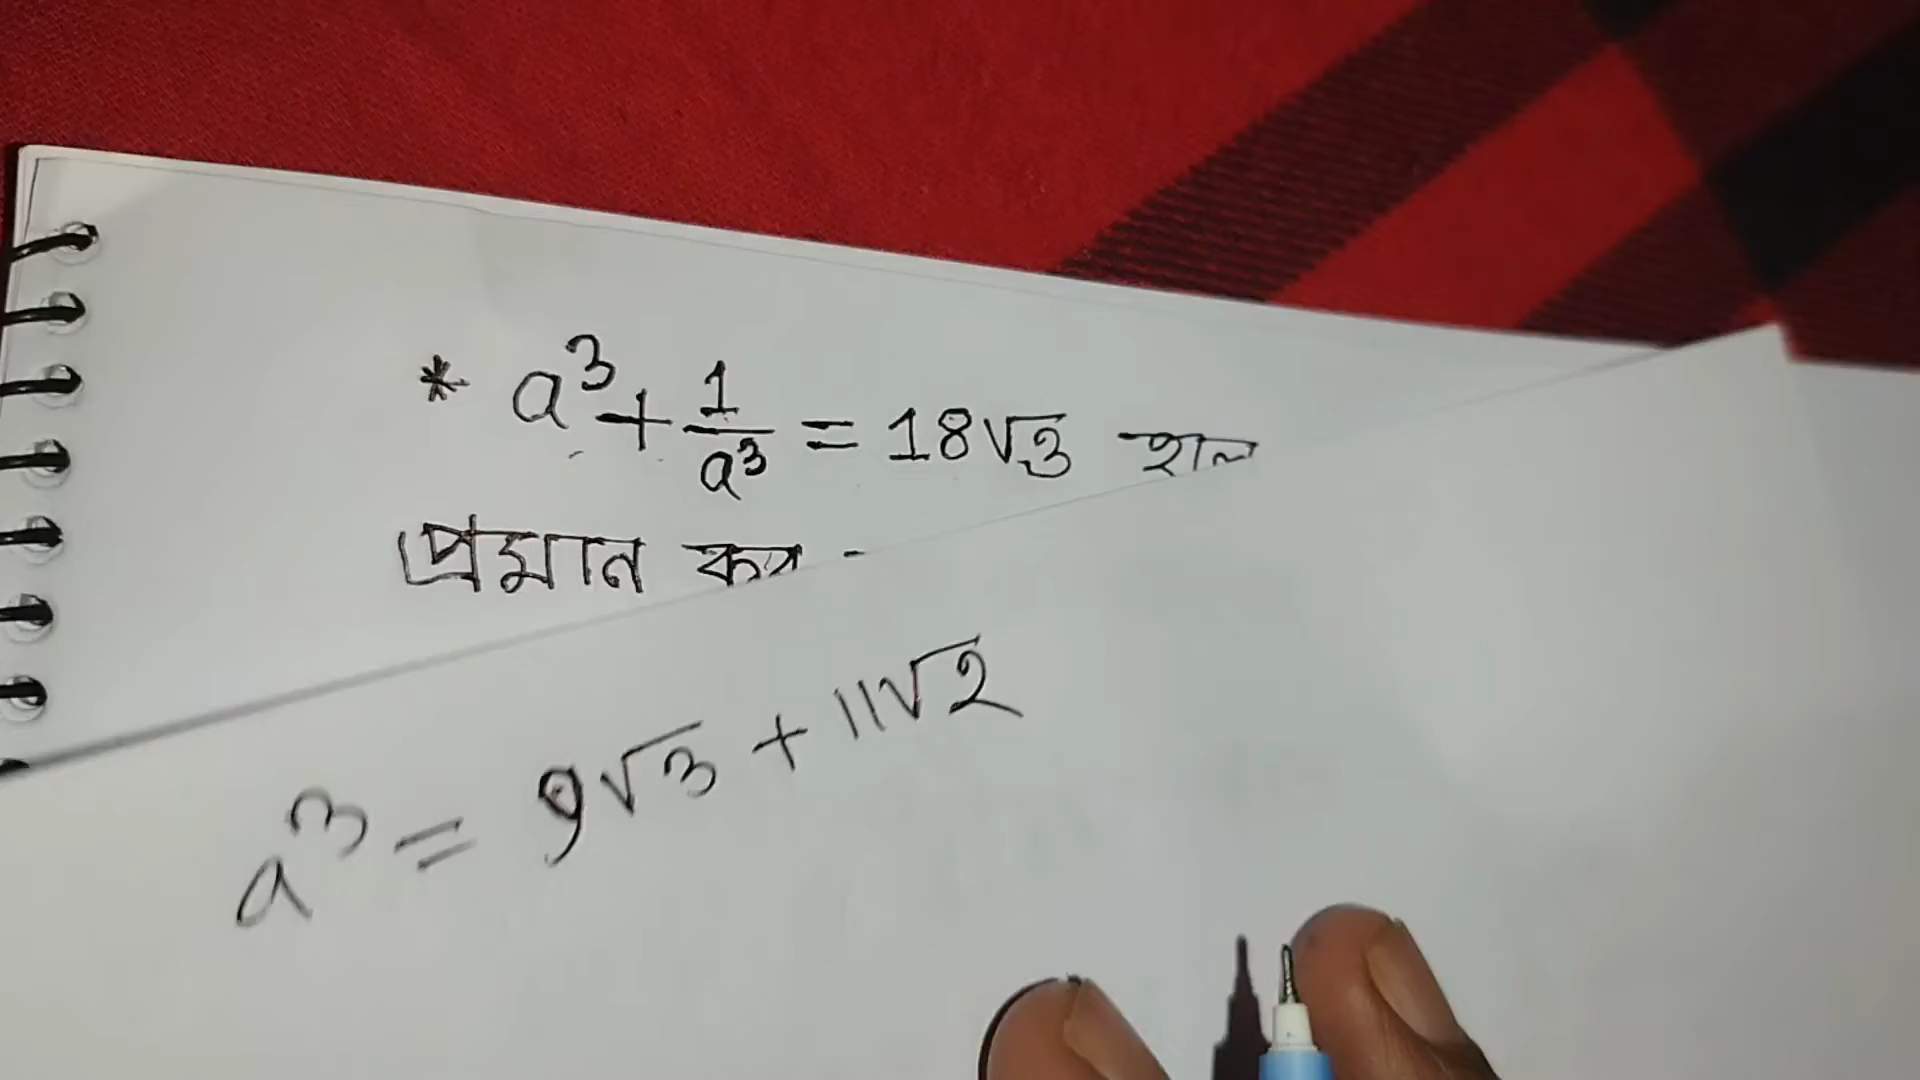 * a³ + 1/a³ = 18√3 হলে
প্রমান কর -
a³ = 9√3 + 11√2